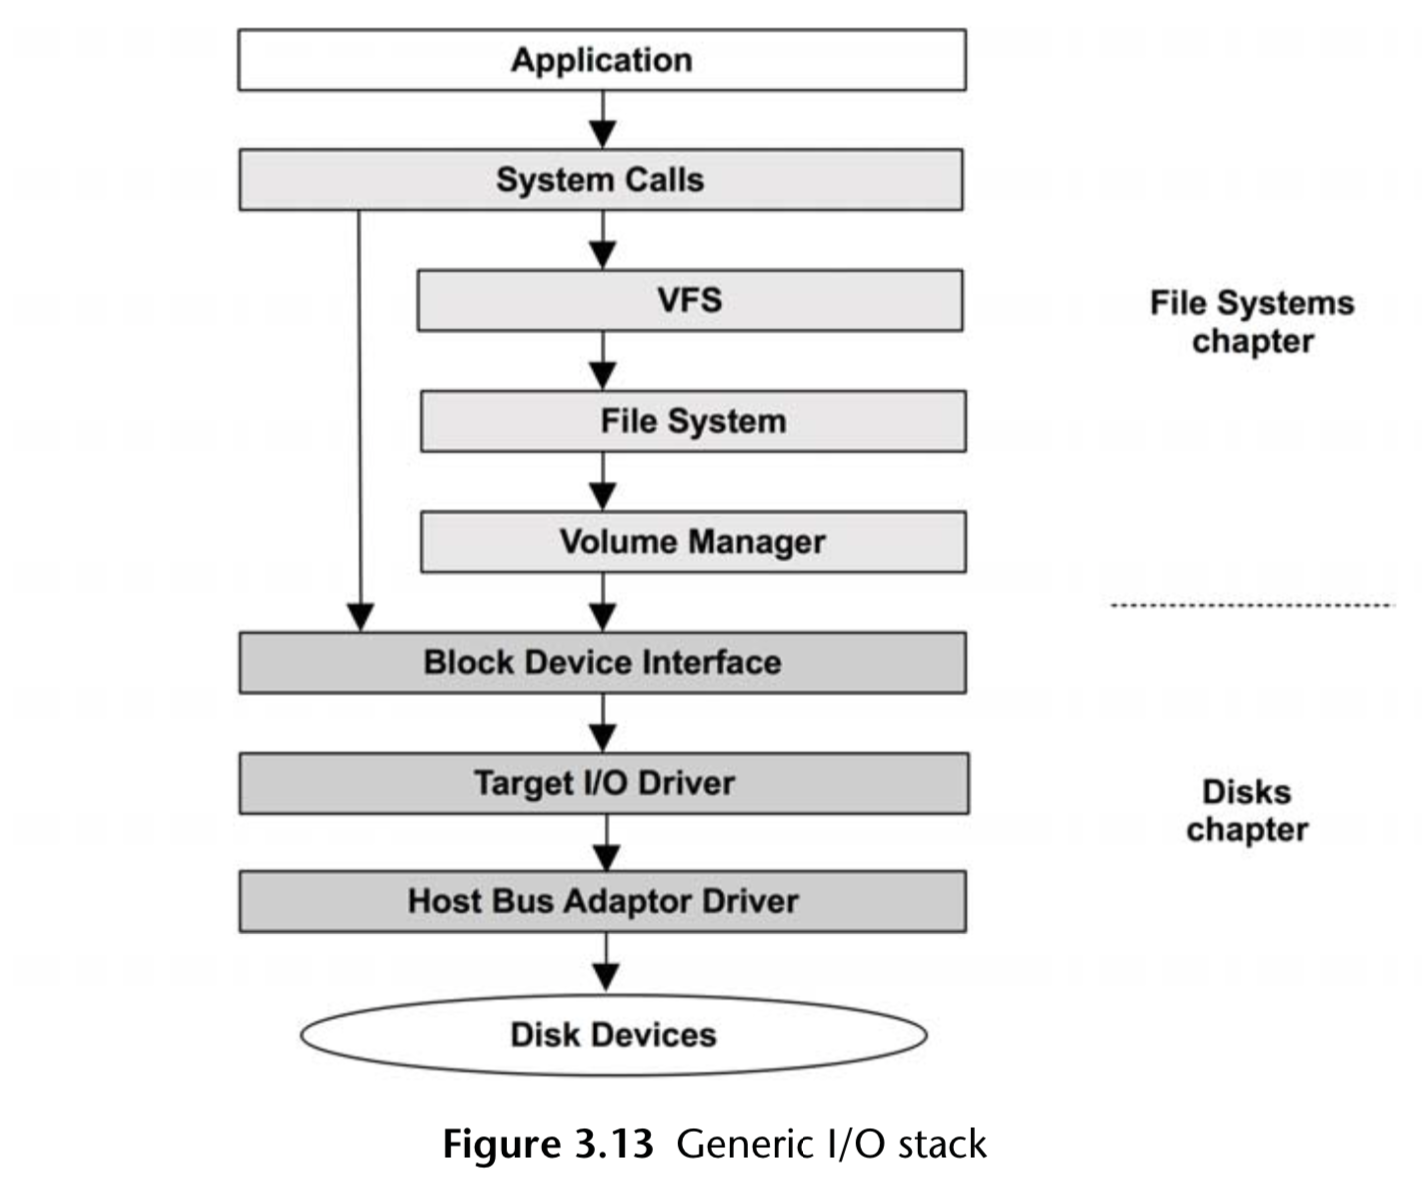 Application
System Calls
VFS
File System
Volume Manager
File Systems
chapter
Block Device Interface
Target I/O Driver
Host Bus Adaptor Driver
Disk Devices
Disks
chapter
Figure 3.13 Generic I/O stack